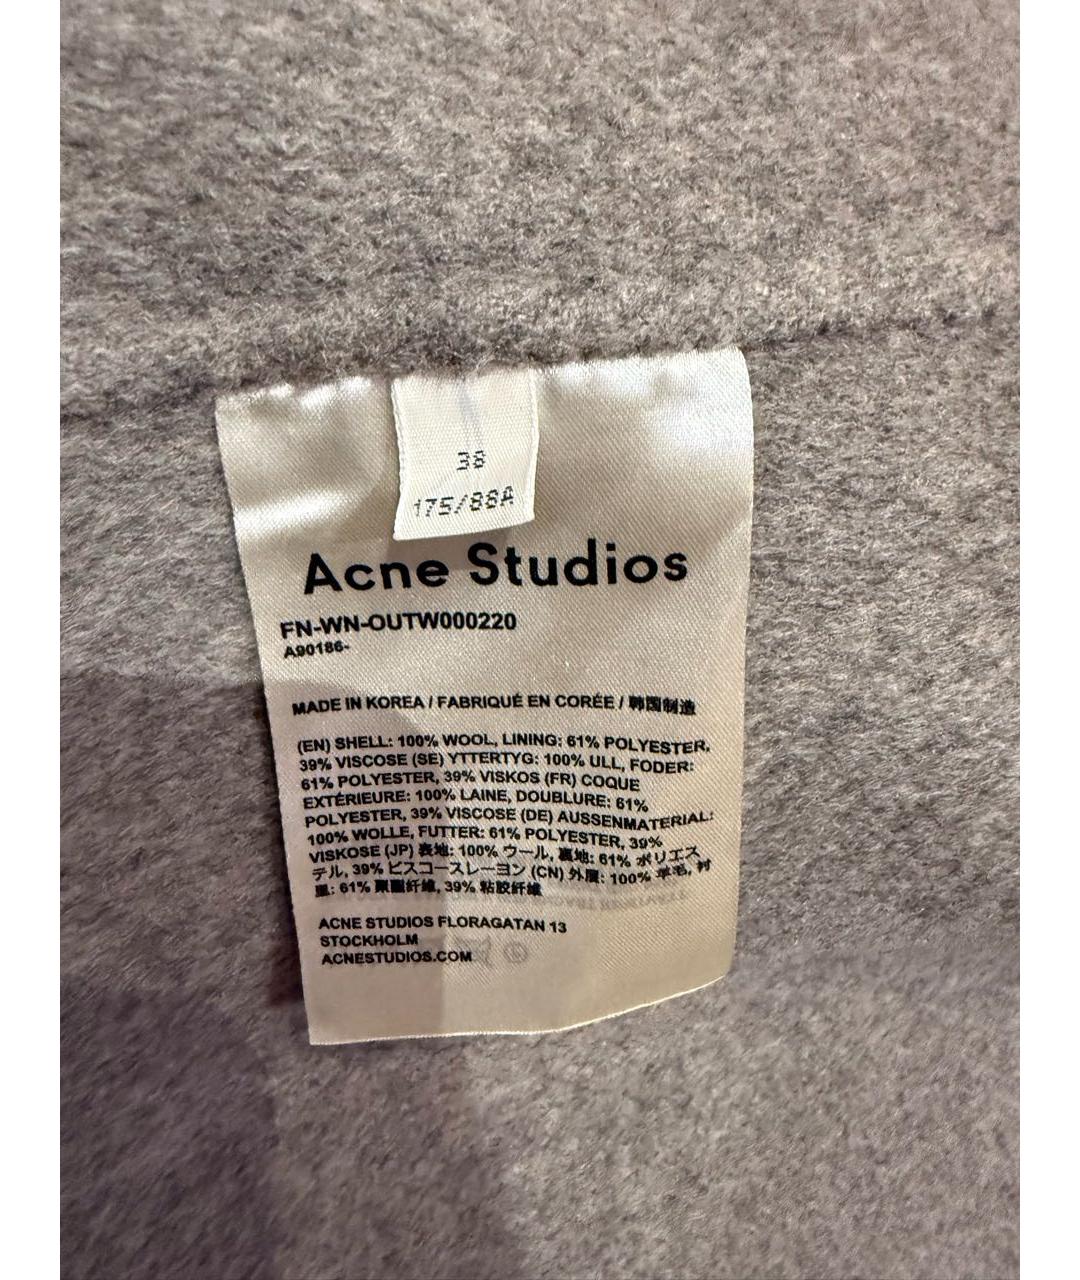 38
175/88A
Acne Studios
FN-WN-OUTW000220
A90186-
MADE IN KOREA / FABRIQUÉ EN CORÉE / 韩国制造
(EN) SHELL: 100% WOOL, LINING: 61% POLYESTER,
39% VISCOSE (SE) YTTERTYG: 100% ULL, FODER:
61% POLYESTER, 39% VISKOS (FR) COQUE
EXTÉRIEURE: 100% LAINE, DOUBLURE: 61%
POLYESTER, 39% VISCOSE (DE) AUSSENMATERIAL:
100% WOLLE, FUTTER: 61% POLYESTER, 39%
VISKOSE (JP) 表地: 100% ウール, 裏地: 61% ポリエス
テル, 39% ビスコースレーヨン (CN) 外层: 100% 羊毛, 衬
里: 61% 聚酯纤维, 39% 粘胶纤维
ACNE STUDIOS FLORAGATAN 13
STOCKHOLM
ACNESTUDIOS.COM